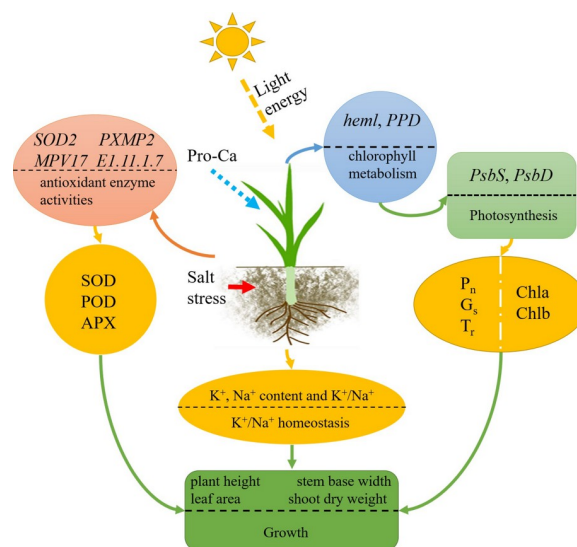 Light
energy
heml, PPD
chlorophyll
metabolism
SOD2 PXMP2
MPV17 E1.11.1.7
antioxidant enzyme
activities
Pro-Ca
PsbS, PsbD
Photosynthesis
SOD
POD
APX
Salt
stress
Pn
Gs
Tr
Chla
Chlb
K⁺, Na⁺ content and K⁺/Na⁺
K⁺/Na⁺ homeostasis
plant height stem base width
leaf area shoot dry weight
Growth